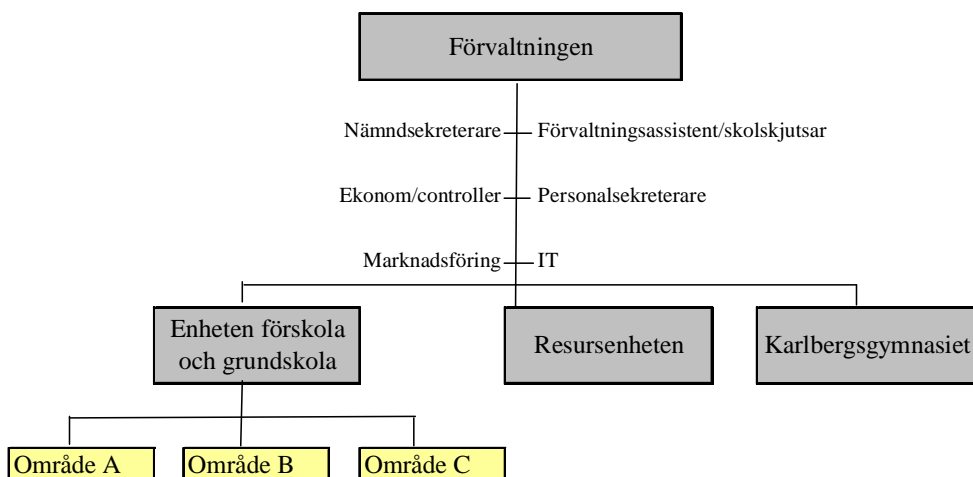 Förvaltningen
Nämndsekreterare
Förvaltningsassistent/skolskjutsar
Ekonom/controller
Personalsekreterare
Marknadsföring
IT
Enheten förskola
och grundskola
Resursenheten
Karlbergsgymnasiet
Område A
Område B
Område C